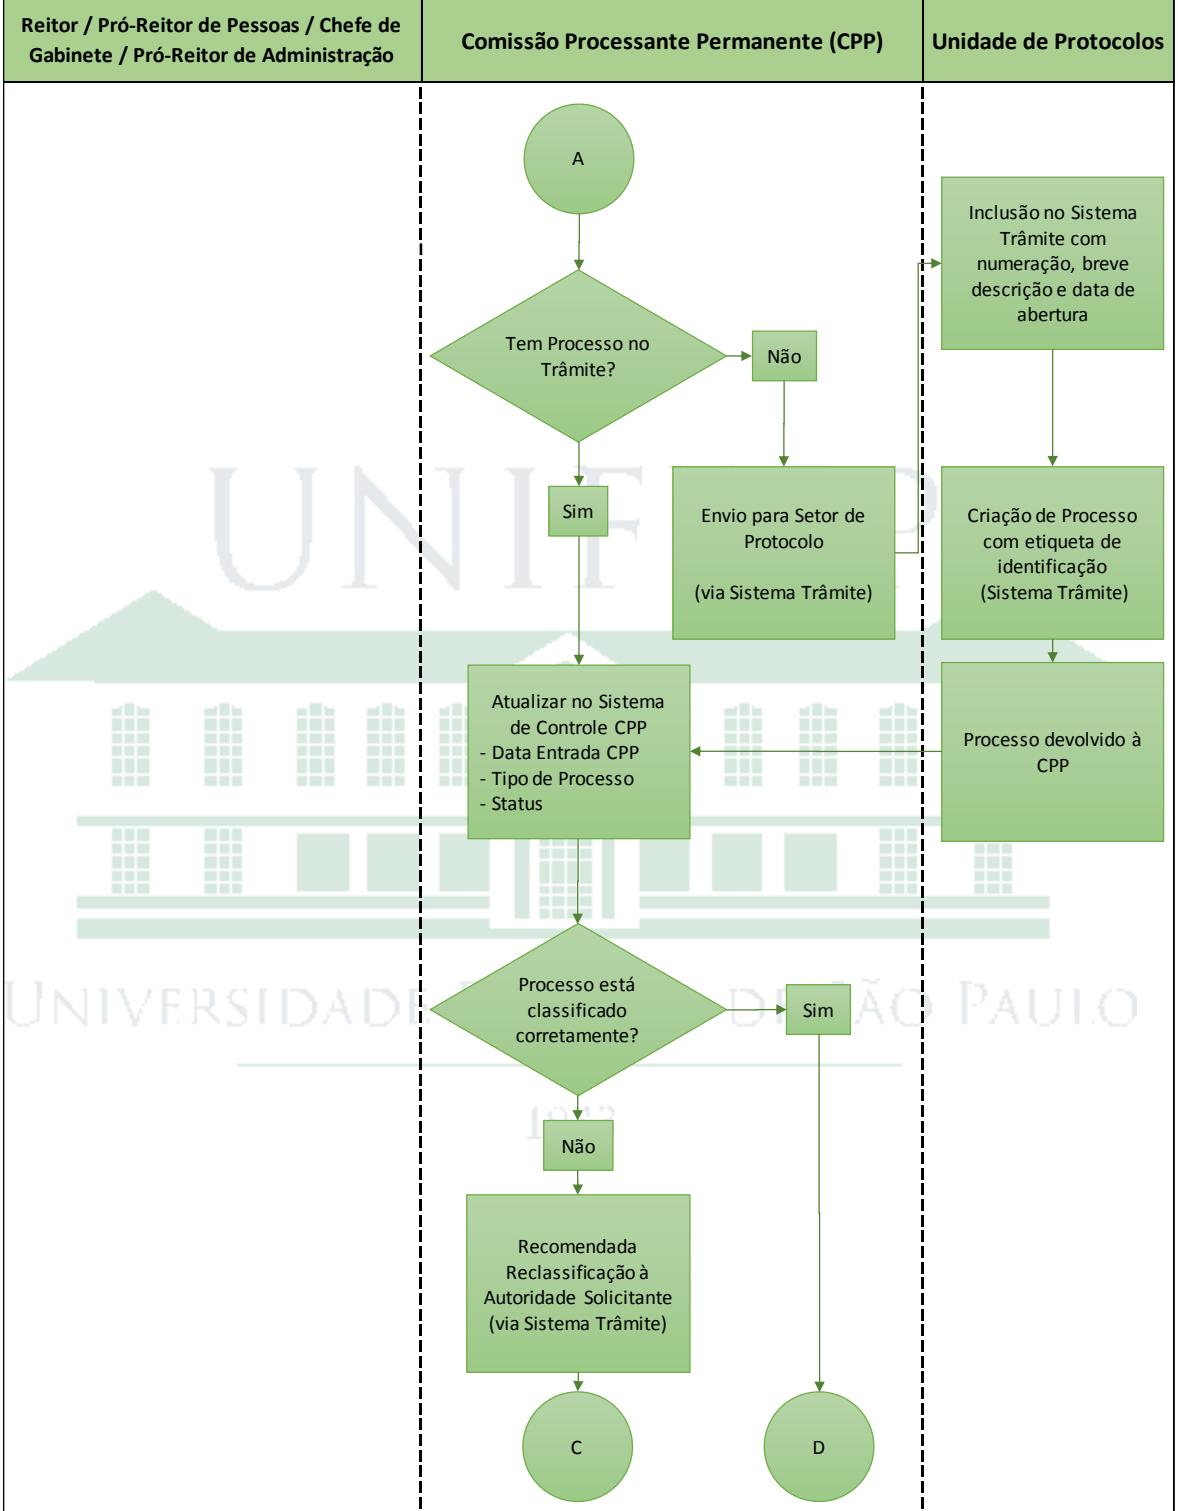 Reitor / Pró-Reitor de Pessoas / Chefe de
Gabinete / Pró-Reitor de Administração
Comissão Processante Permanente (CPP)
Unidade de Protocolos
A
Inclusão no Sistema
Trâmite com
numeração, breve
descrição e data de
abertura
Tem Processo no
Trâmite?
Não
Sim
Envio para Setor de
Protocolo
(via Sistema Trâmite)
Criação de Processo
com etiqueta de
identificação
(Sistema Trâmite)
Atualizar no Sistema
de Controle CPP
- Data Entrada CPP
- Tipo de Processo
- Status
Processo devolvido à
CPP
Processo está
classificado
corretamente?
Sim
UNIVERSIDADE DE SÃO PAULO
Não
Recomendada
Reclassificação à
Autoridade Solicitante
(via Sistema Trâmite)
C
D